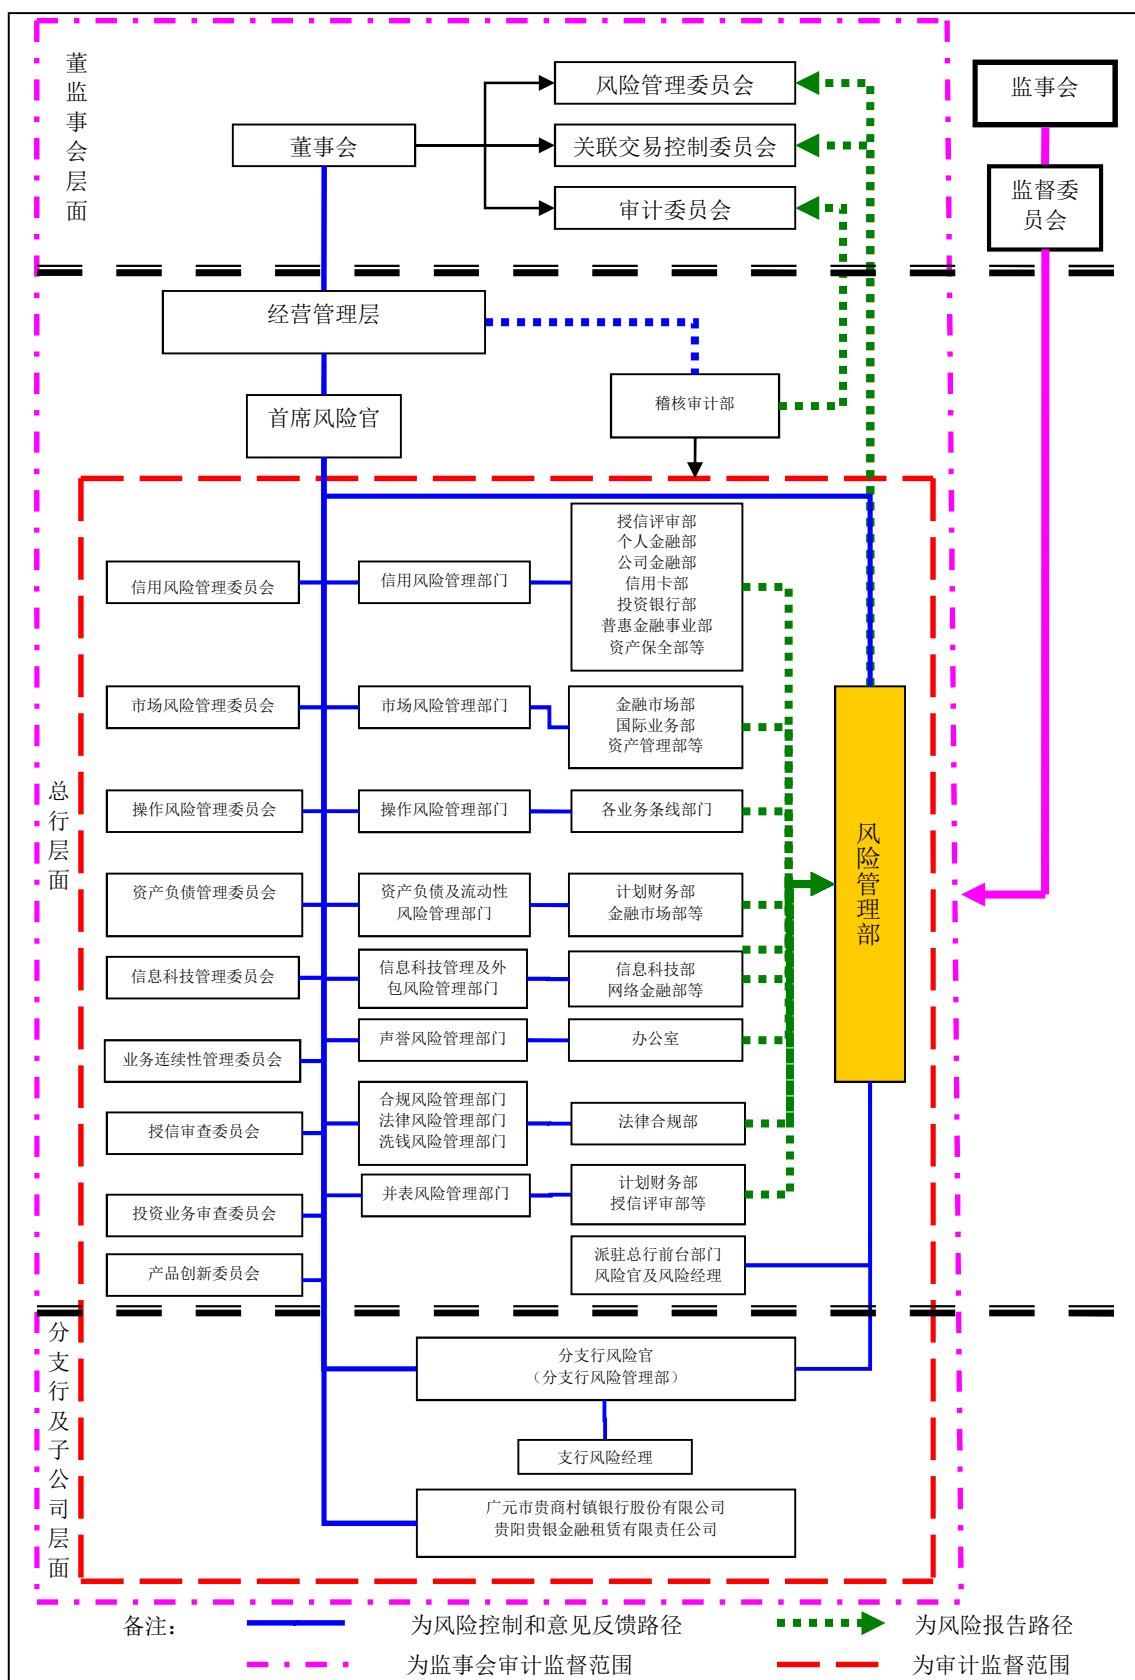 董监事会层面
风险管理委员会
监事会
董事会
关联交易控制委员会
审计委员会
监督委
员会
经营管理层
稽核审计部
首席风险官
总行层面
信用风险管理委员会
信用风险管理部门
授信评审部
个人金融部
公司金融部
信用卡部
投资银行部
普惠金融事业部
资产保全部等
市场风险管理委员会
市场风险管理部门
金融市场部
国际业务部
资产管理部等
操作风险管理委员会
操作风险管理部门
各业务条线部门
风险管理部
资产负债管理委员会
资产负债及流动性
风险管理部门
计划财务部
金融市场部等
信息科技管理委员会
信息科技管理及外
包风险管理部门
信息科技部
网络金融部等
业务连续性管理委员会
声誉风险管理部门
办公室
授信审查委员会
合规风险管理部门
法律风险管理部门
洗钱风险管理部门
法律合规部
投资业务审查委员会
并表风险管理部门
计划财务部
授信评审部等
产品创新委员会
派驻总行前台部门
风险官及风险经理
分支行及子公司层面
分支行风险官
（分支行风险管理部）
支行风险经理
广元市贵商村镇银行股份有限公司
贵阳贵银金融租赁有限责任公司
备注：
为风险控制和意见反馈路径
为风险报告路径
为监事会审计监督范围
为审计监督范围